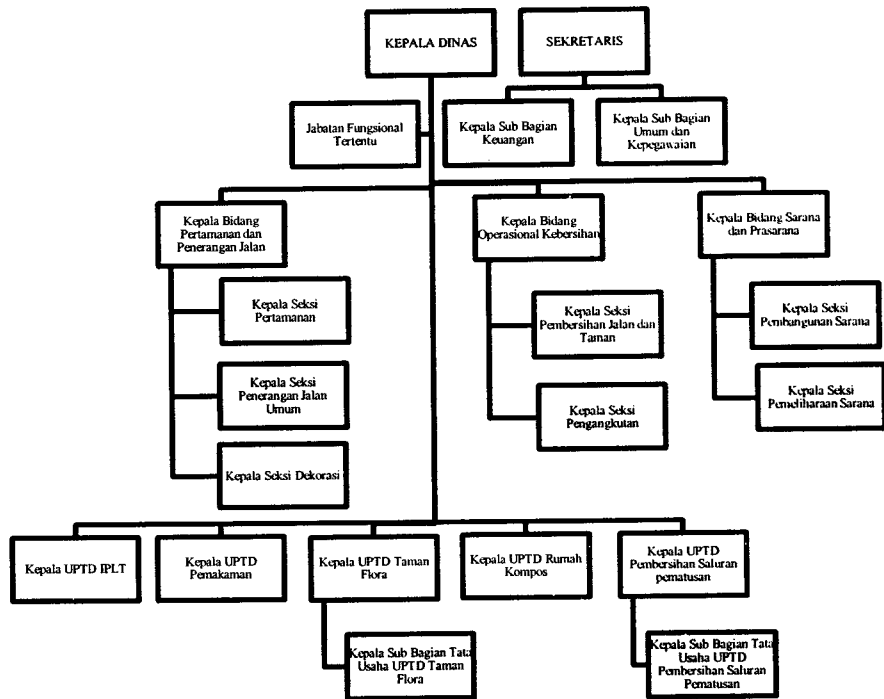 KEPALA DINAS
SEKRETARIS
Jabatan Fungsional
Tertentu
Kepala Sub Bagian
Keuangan
Kepala Sub Bagian
Umum dan
Kepegawaian
Kepala Bidang
Pertamanan dan
Penerangan Jalan
Kepala Bidang
Operasional Kebersihan
Kepala Bidang Sarana
dan Prasarana
Kepala Seksi
Pertamanan
Kepala Seksi
Penerangan Jalan
Umum
Kepala Seksi Dekorasi
Kepala Seksi
Pembersihan Jalan dan
Taman
Kepala Seksi
Pengangkutan
Kepala Seksi
Pembangunan Sarana
Kepala Seksi
Pemeliharaan Sarana
Kepala UPTD IPLT
Kepala UPTD
Pemakaman
Kepala UPTD Taman
Flora
Kepala UPTD Rumah
Kompos
Kepala UPTD
Pembersihan Saluran
pematusan
Kepala Sub Bagian Tata
Usaha UPTD Taman
Flora
Kepala Sub Bagian Tata
Usaha UPTD
Pembersihan Saluran
Pematusan